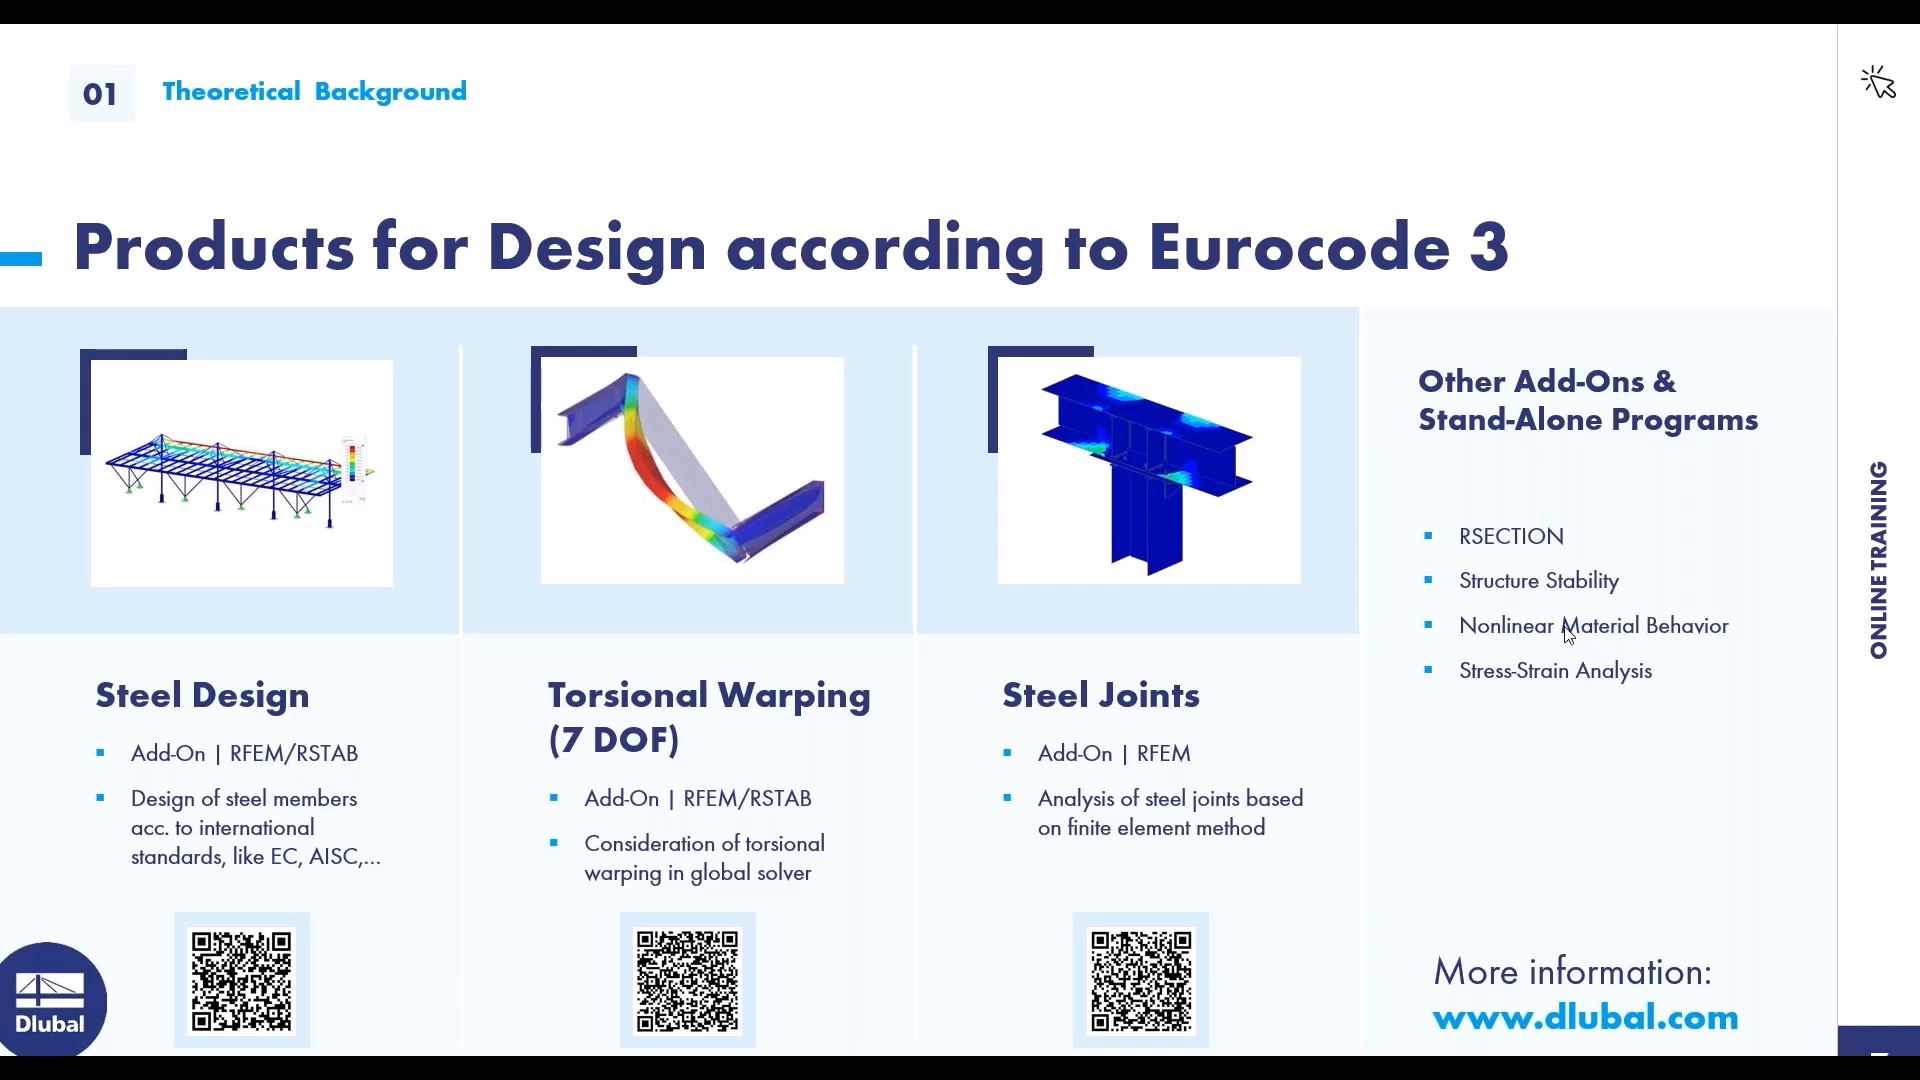 01
Theoretical Background
Products for Design according to Eurocode 3
Steel Design
Add-On | RFEM/RSTAB
Design of steel members
acc. to international
standards, like EC, AISC,...
Torsional Warping
(7 DOF)
Add-On | RFEM/RSTAB
Consideration of torsional
warping in global solver
Steel Joints
Add-On | RFEM
Analysis of steel joints based
on finite element method
Other Add-Ons &
Stand-Alone Programs
RSECTION
Structure Stability
Nonlinear Material Behavior
Stress-Strain Analysis
More information:
www.dlubal.com
ONLINE TRAINING
Dlubal